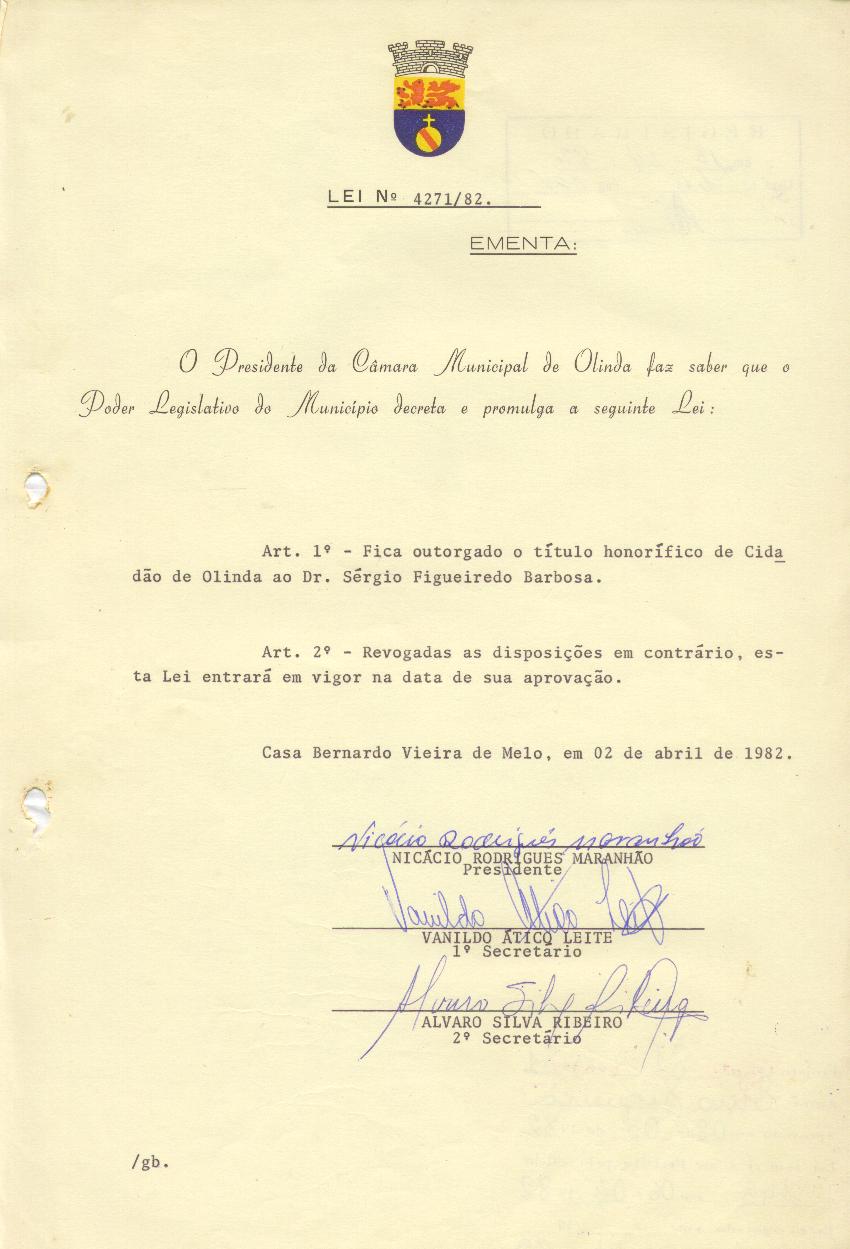 LEI Nº 4271/82.
EMENTA:
O Presidente da Câmara Municipal de Olinda faz saber que o
Poder Legislativo do Município decreta e promulga a seguinte Lei:
Art. 1º - Fica outorgado o título honorífico de Cida
dão de Olinda ao Dr. Sérgio Figueiredo Barbosa.
Art. 2º - Revogadas as disposições em contrário, es-
ta Lei entrará em vigor na data de sua aprovação.
Casa Bernardo Vieira de Melo, em 02 de abril de 1982.
Nicácio Rodrigues Maranhão
NICÁCIO RODRIGUES MARANHÃO
Presidente
Vanildo Ático Leite
VANILDO ÁTICO LEITE
1º Secretário
Alvaro Silva Ribeiro
ALVARO SILVA RIBEIRO
2º Secretário
/gb.